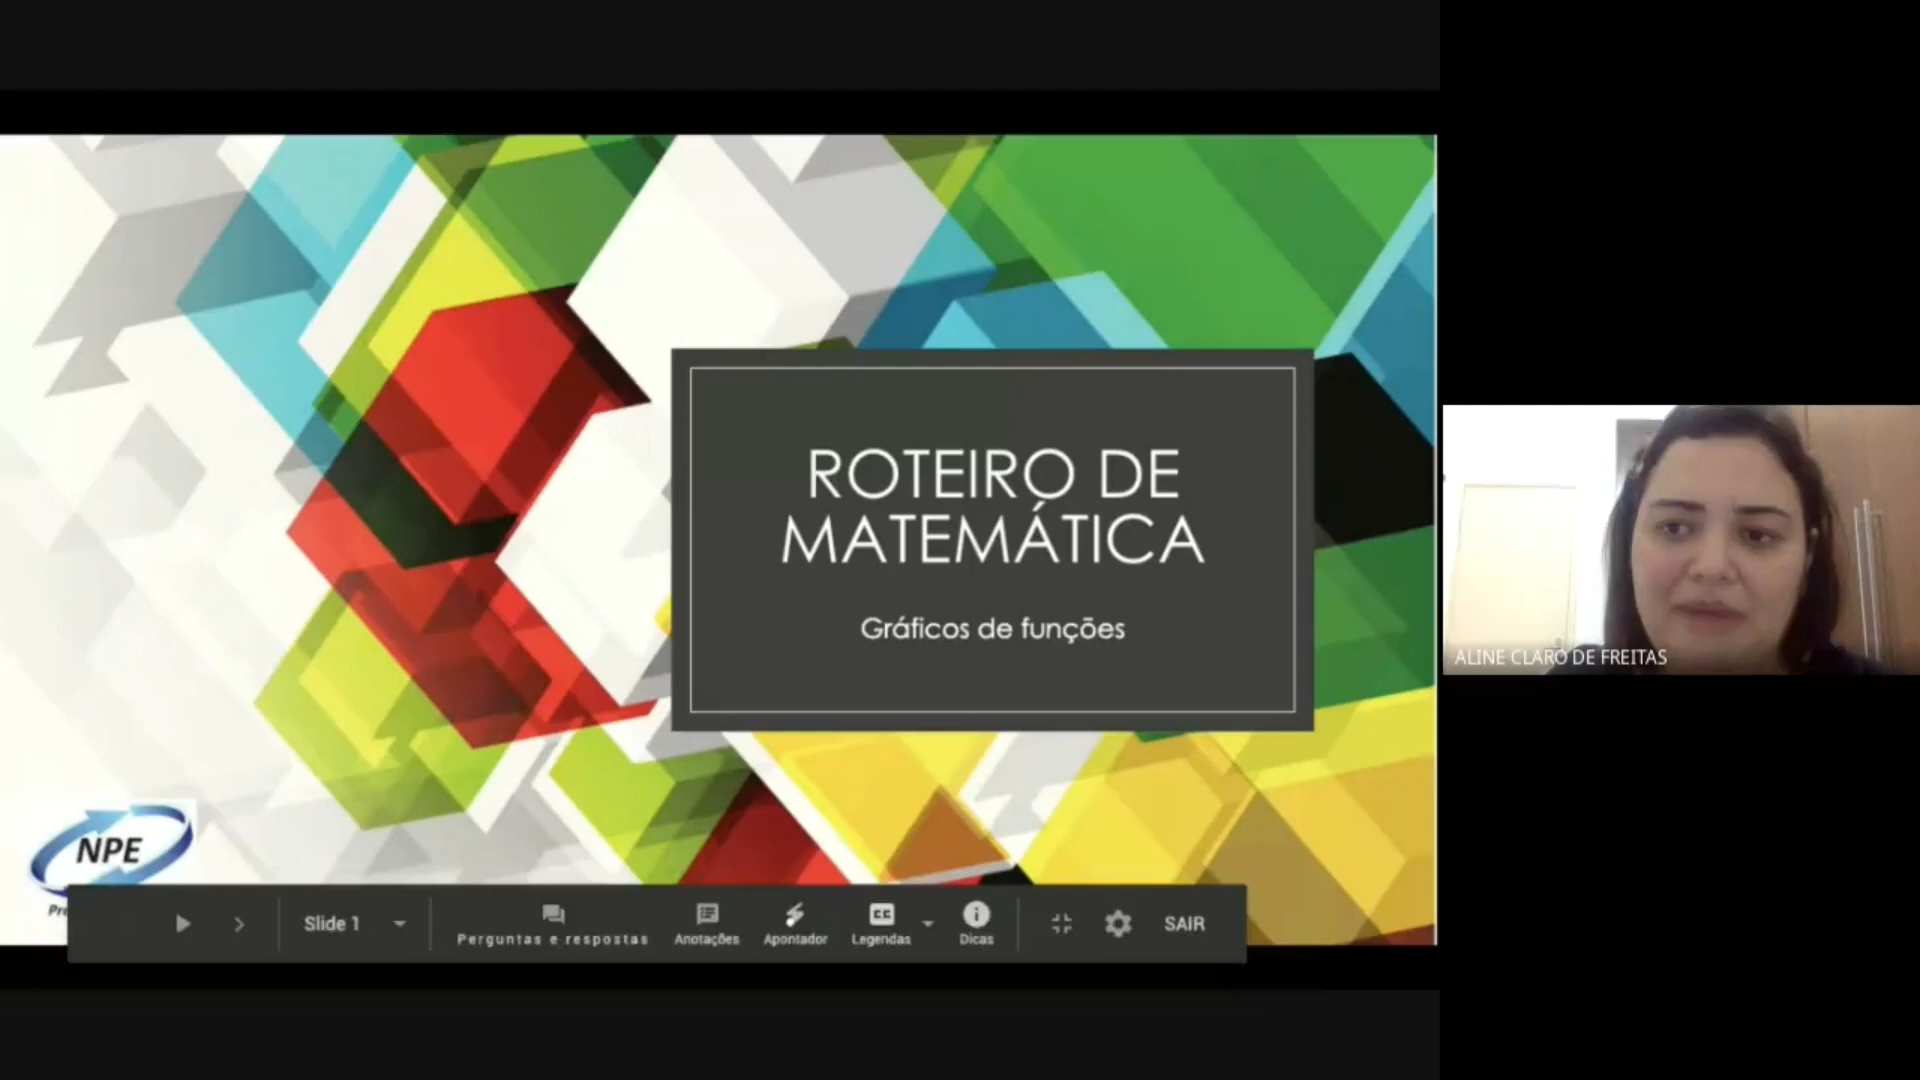 ROTEIRO DE
MATEMÁTICA
Gráficos de funções
ALINE CLARO DE FREITAS
NPE
Slide 1
Perguntas e respostas
Anotações
Apontador
Legendas
Dicas
SAIR